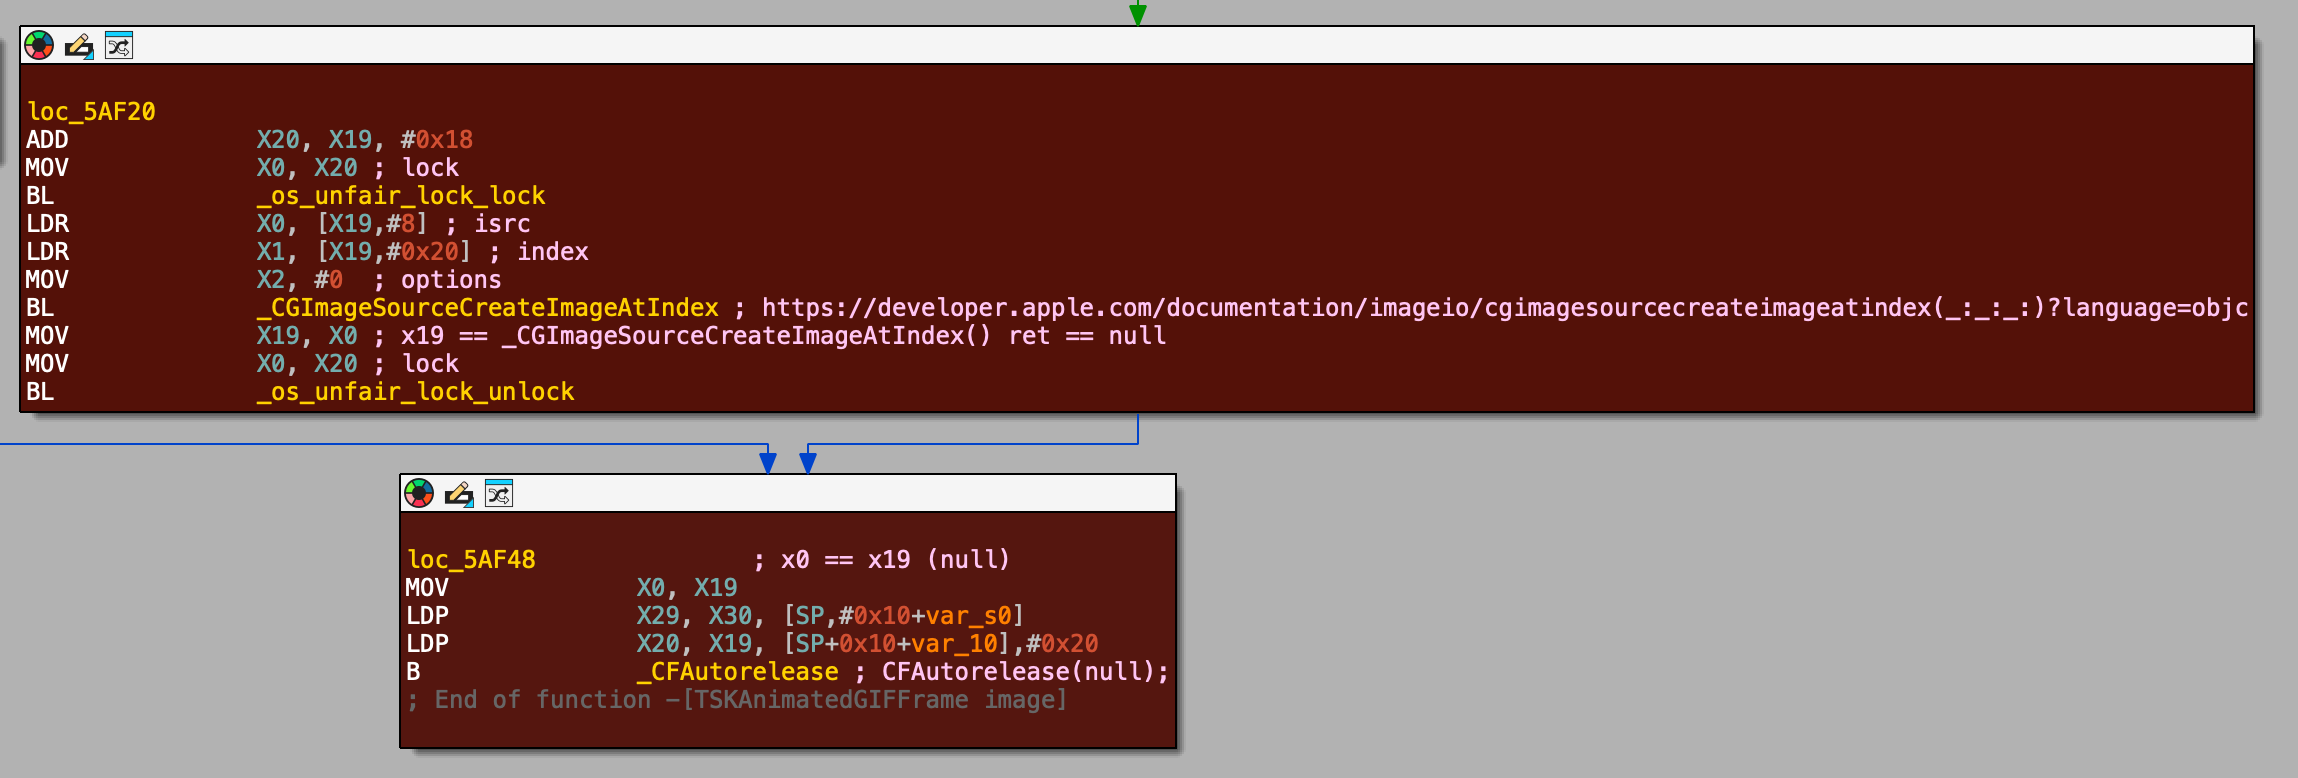 loc_5AF20
ADD X20, X19, #0x18
MOV X0, X20 ; lock
BL _os_unfair_lock_lock
LDR X0, [X19,#8] ; isrc
LDR X1, [X19,#0x20] ; index
MOV X2, #0 ; options
BL _CGImageSourceCreateImageAtIndex ; https://developer.apple.com/documentation/imageio/cgimagesourcecreateimageatindex(_:_:_:)?language=objc
MOV X19, X0 ; x19 == _CGImageSourceCreateImageAtIndex() ret == null
MOV X0, X20 ; lock
BL _os_unfair_lock_unlock
loc_5AF48 ; x0 == x19 (null)
MOV X0, X19
LDP X29, X30, [SP,#0x10+var_s0]
LDP X20, X19, [SP+0x10+var_10],#0x20
B _CFAutorelease ; CFAutorelease(null);
; End of function -[TSKAnimatedGIFFrame image]